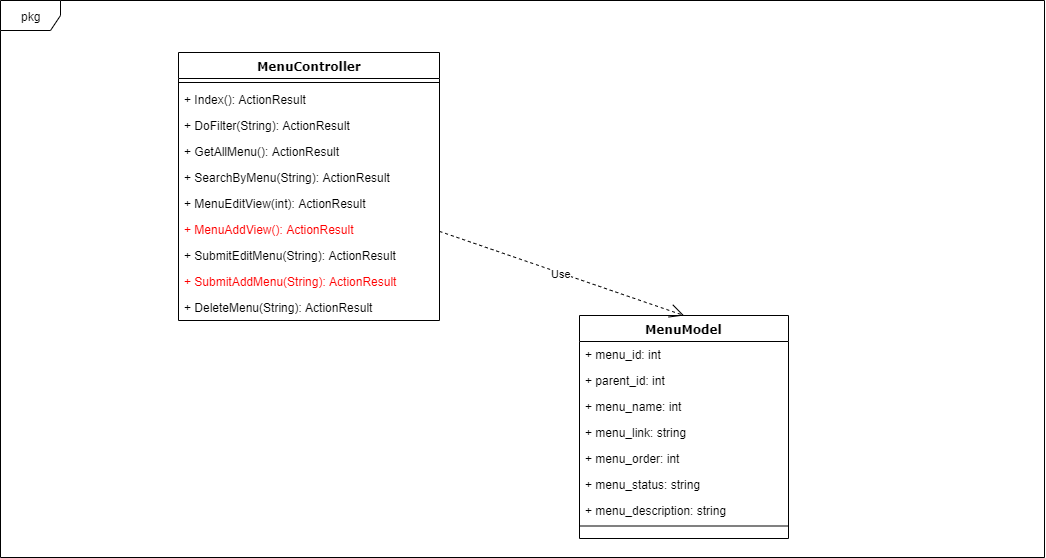 pkg
MenuController
+ Index(): ActionResult
+ DoFilter(String): ActionResult
+ GetAllMenu(): ActionResult
+ SearchByMenu(String): ActionResult
+ MenuEditView(int): ActionResult
+ MenuAddView(): ActionResult
+ SubmitEditMenu(String): ActionResult
+ SubmitAddMenu(String): ActionResult
+ DeleteMenu(String): ActionResult
Use
MenuModel
+ menu_id: int
+ parent_id: int
+ menu_name: int
+ menu_link: string
+ menu_order: int
+ menu_status: string
+ menu_description: string